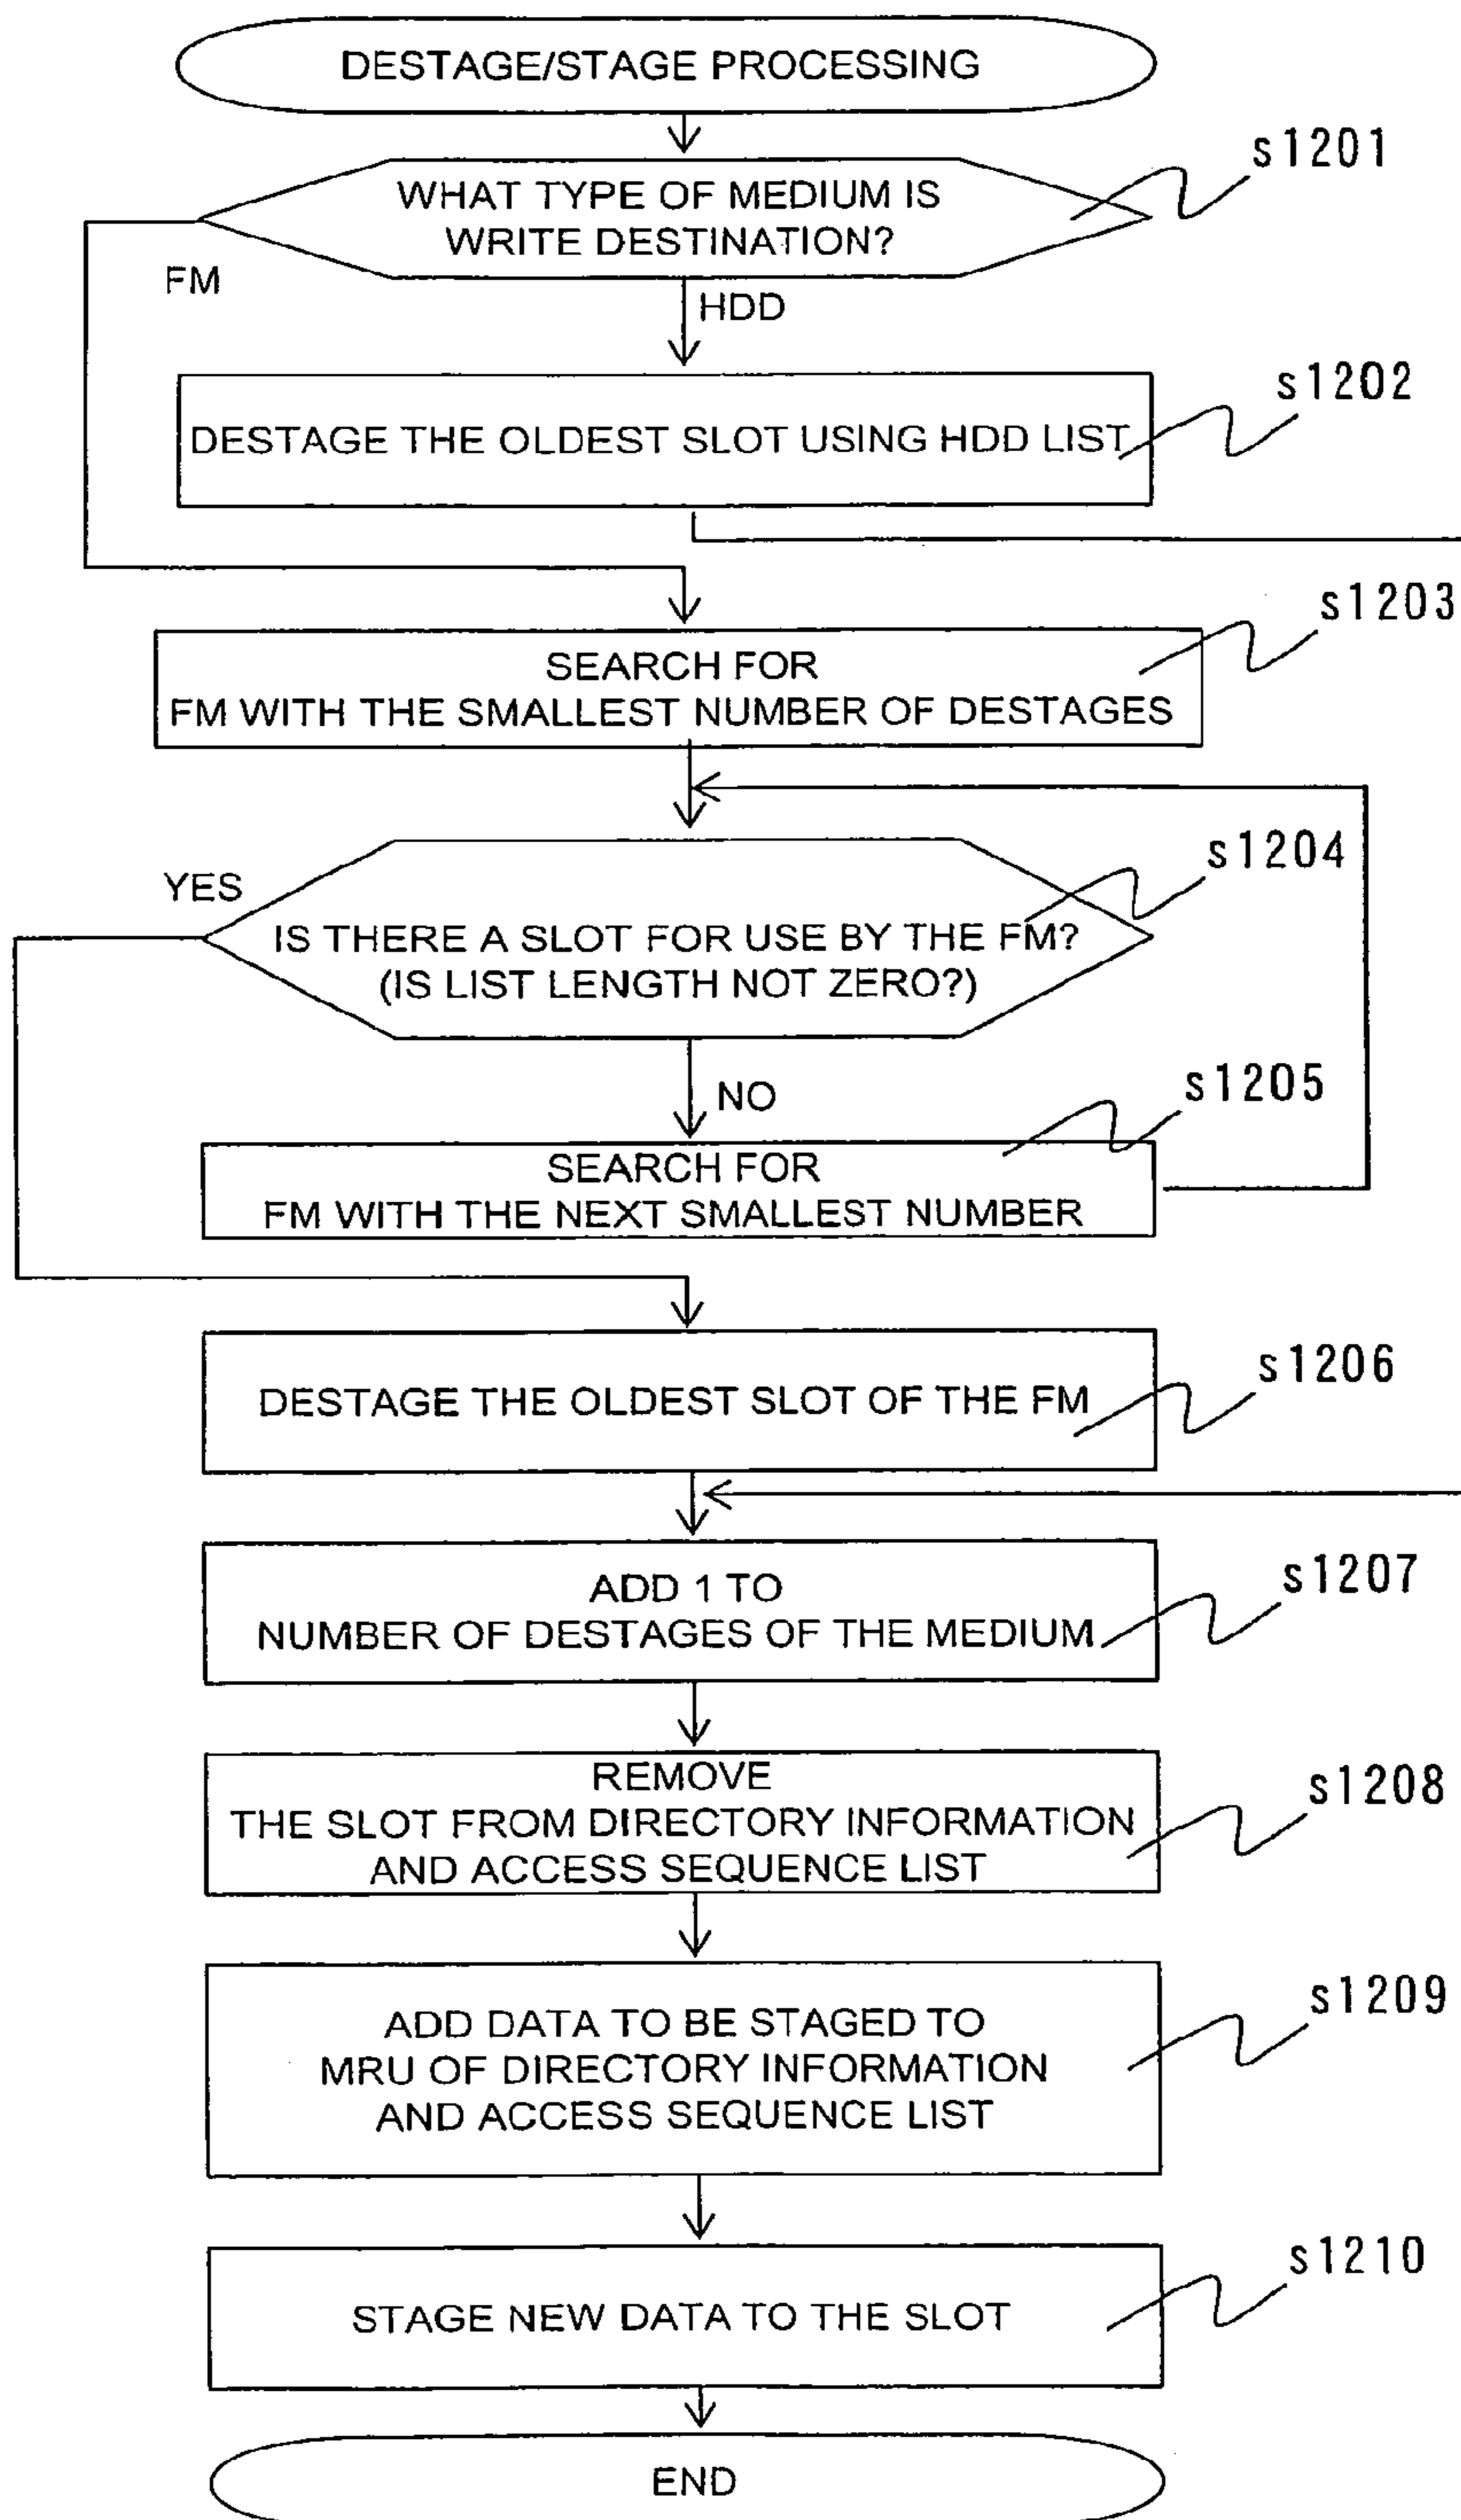 DESTAGE/STAGE PROCESSING
s1201
WHAT TYPE OF MEDIUM IS
WRITE DESTINATION?
FM
HDD
s1202
DESTAGE THE OLDEST SLOT USING HDD LIST
s1203
SEARCH FOR
FM WITH THE SMALLEST NUMBER OF DESTAGES
s1204
YES
IS THERE A SLOT FOR USE BY THE FM?
(IS LIST LENGTH NOT ZERO?)
NO
s1205
SEARCH FOR
FM WITH THE NEXT SMALLEST NUMBER
s1206
DESTAGE THE OLDEST SLOT OF THE FM
s1207
ADD 1 TO
NUMBER OF DESTAGES OF THE MEDIUM
s1208
REMOVE
THE SLOT FROM DIRECTORY INFORMATION
AND ACCESS SEQUENCE LIST
s1209
ADD DATA TO BE STAGED TO
MRU OF DIRECTORY INFORMATION
AND ACCESS SEQUENCE LIST
s1210
STAGE NEW DATA TO THE SLOT
END